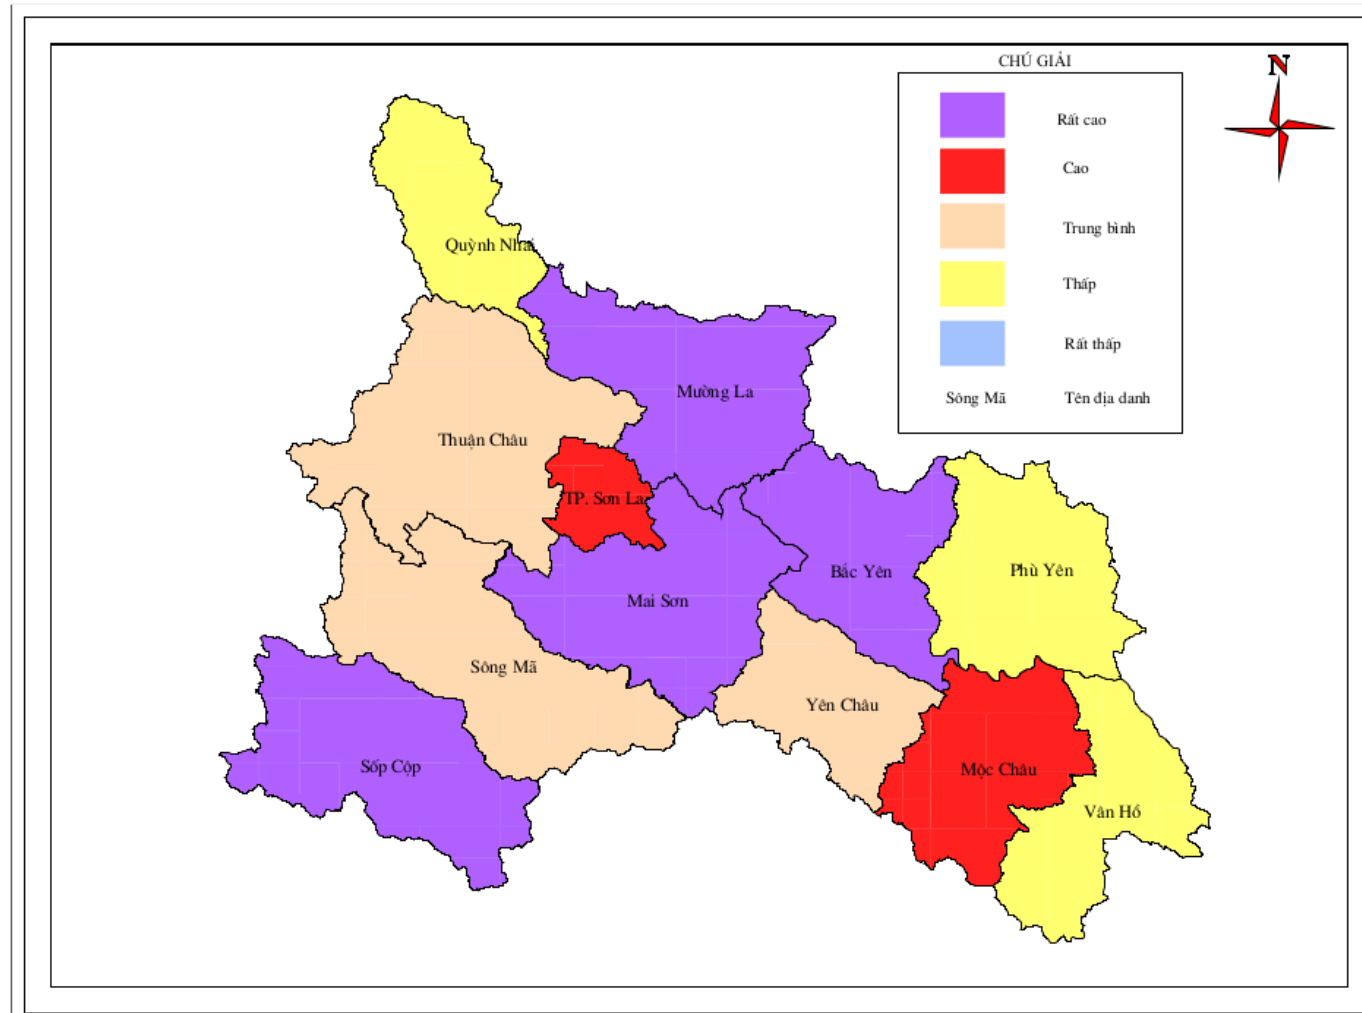 CHÚ GIẢI
N
Rất cao
Cao
Trung bình
Thấp
Rất thấp
Sông Mã Tên địa danh
Quỳnh Nhai
Mường La
Thuận Châu
TP. Sơn La
Bắc Yên
Phù Yên
Mai Sơn
Sông Mã
Yên Châu
Sốp Cộp
Mộc Châu
Vân Hồ